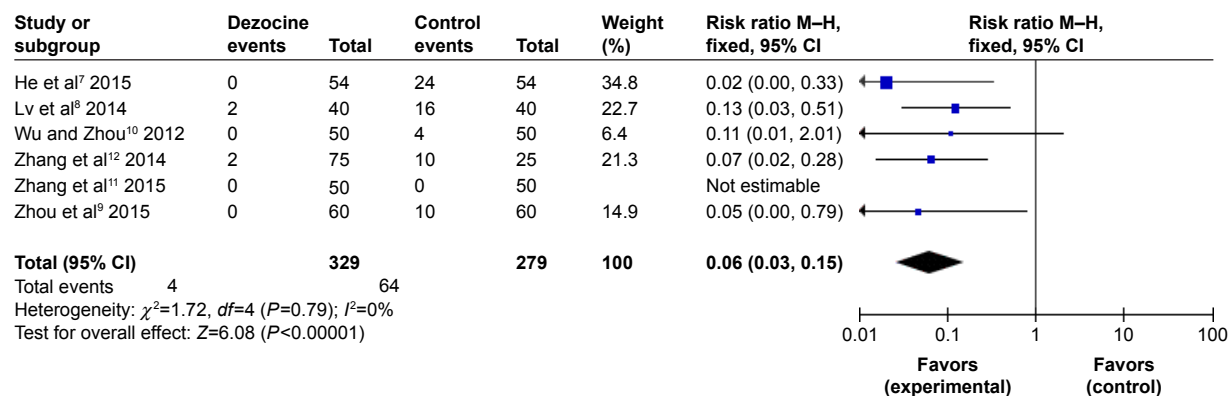 Study or subgroup Dezocine events Total Control events Total Weight (%) Risk ratio M–H, fixed, 95% CI Risk ratio M–H, fixed, 95% CI
He et al⁷ 2015 0 54 24 54 34.8 0.02 (0.00, 0.33)
Lv et al⁸ 2014 2 40 16 40 22.7 0.13 (0.03, 0.51)
Wu and Zhou¹⁰ 2012 0 50 4 50 6.4 0.11 (0.01, 2.01)
Zhang et al¹² 2014 2 75 10 25 21.3 0.07 (0.02, 0.28)
Zhang et al¹¹ 2015 0 50 0 50 Not estimable
Zhou et al⁹ 2015 0 60 10 60 14.9 0.05 (0.00, 0.79)
Total (95% CI) 329 279 100 0.06 (0.03, 0.15)
Total events 4 64
Heterogeneity: χ²=1.72, df=4 (P=0.79); I²=0%
Test for overall effect: Z=6.08 (P<0.00001)
0.01 0.1 1 10 100
Favors (experimental) Favors (control)